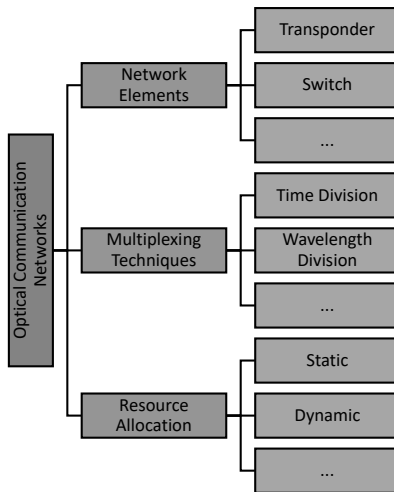 Optical Communication
Networks
Network
Elements
Transponder
Switch
...
Multiplexing
Techniques
Time Division
Wavelength
Division
...
Resource
Allocation
Static
Dynamic
...